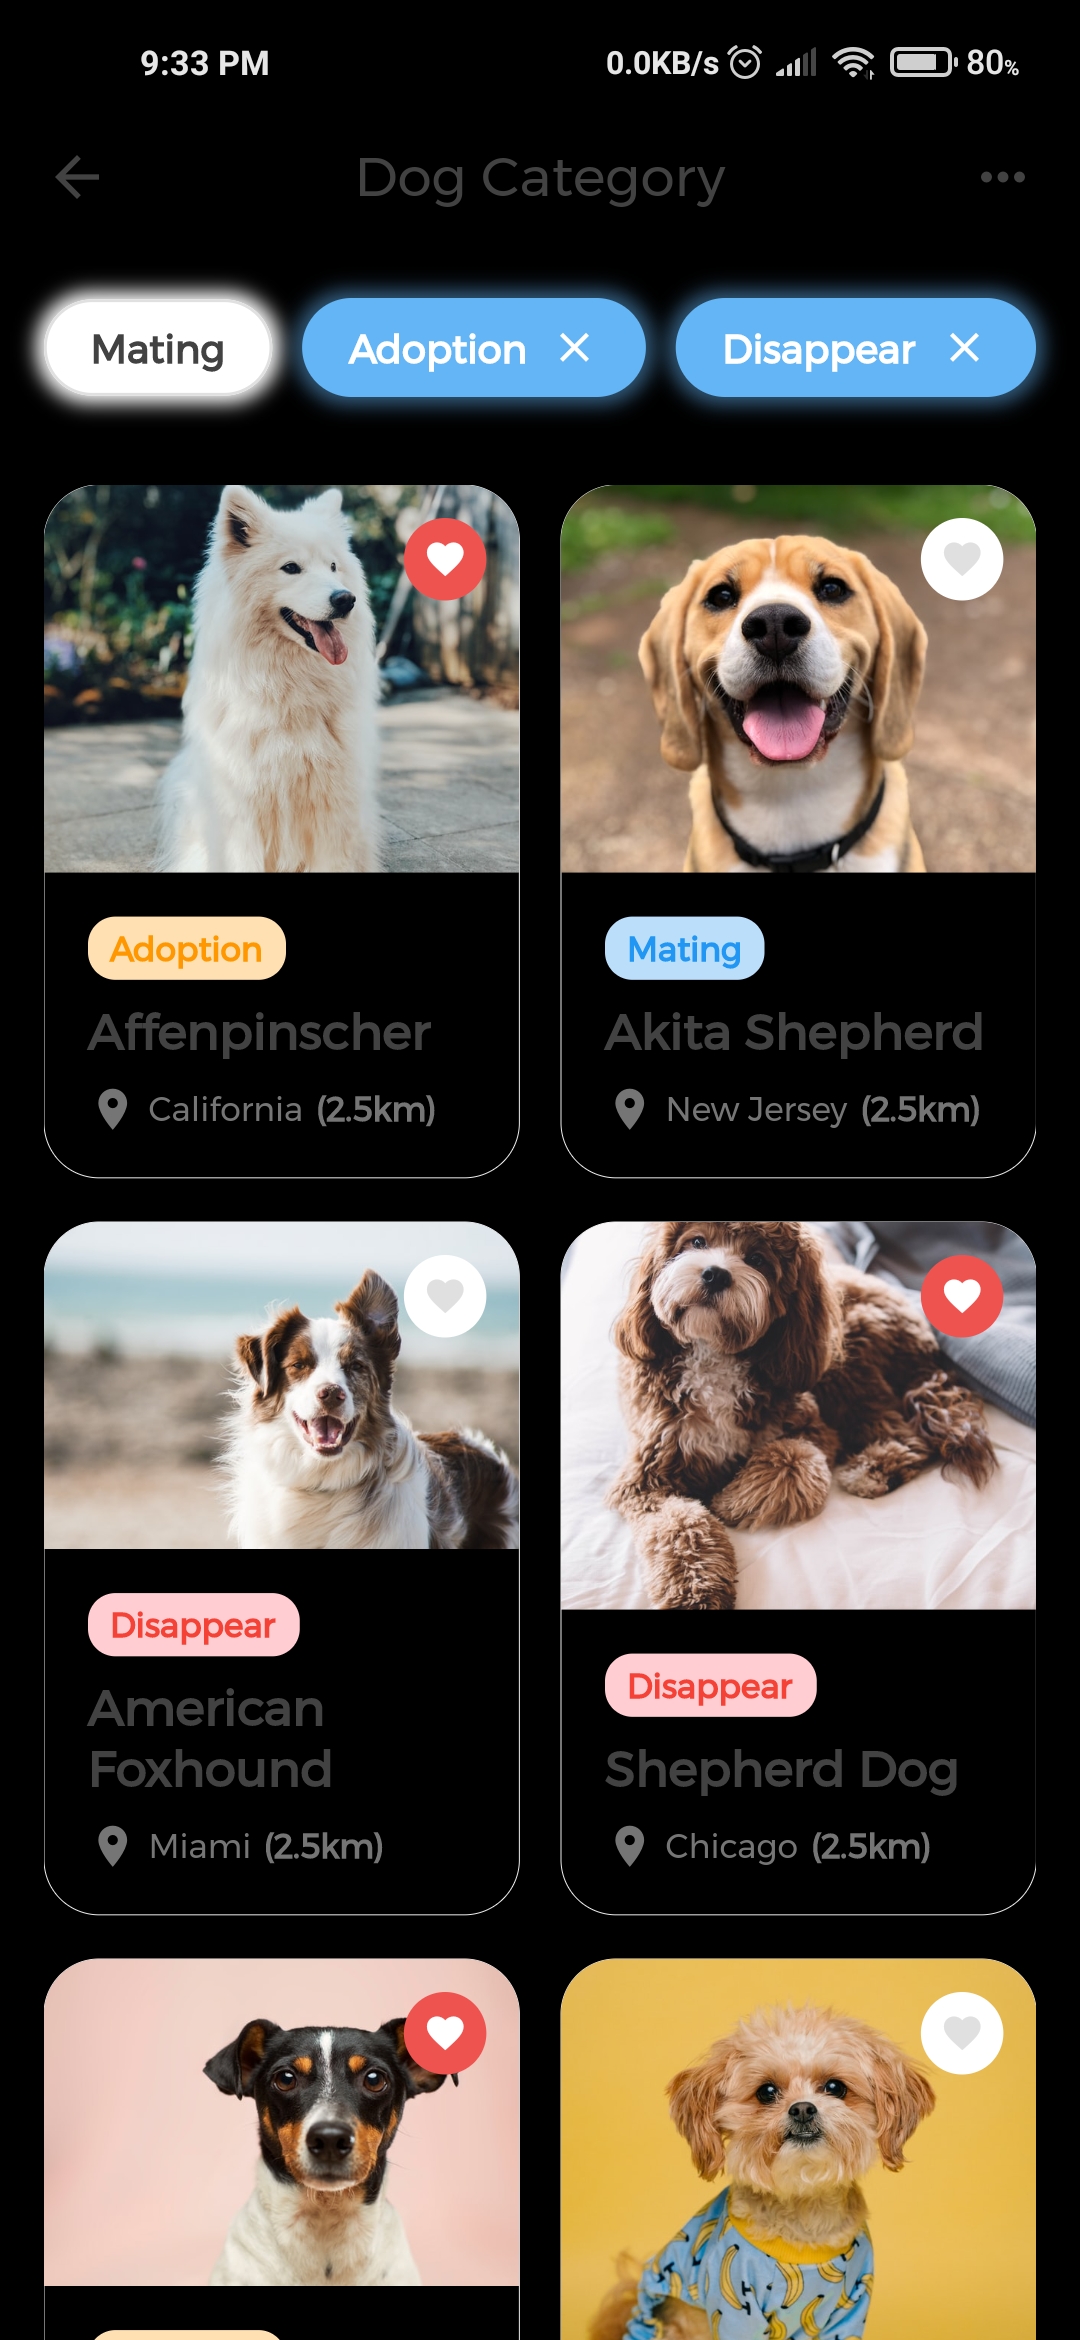 9:33 PM 0.0KB/s 80%
Dog Category
Mating Adoption Disappear
Adoption
Affenpinscher
California (2.5km)
Mating
Akita Shepherd
New Jersey (2.5km)
Disappear
American
Foxhound
Miami (2.5km)
Disappear
Shepherd Dog
Chicago (2.5km)